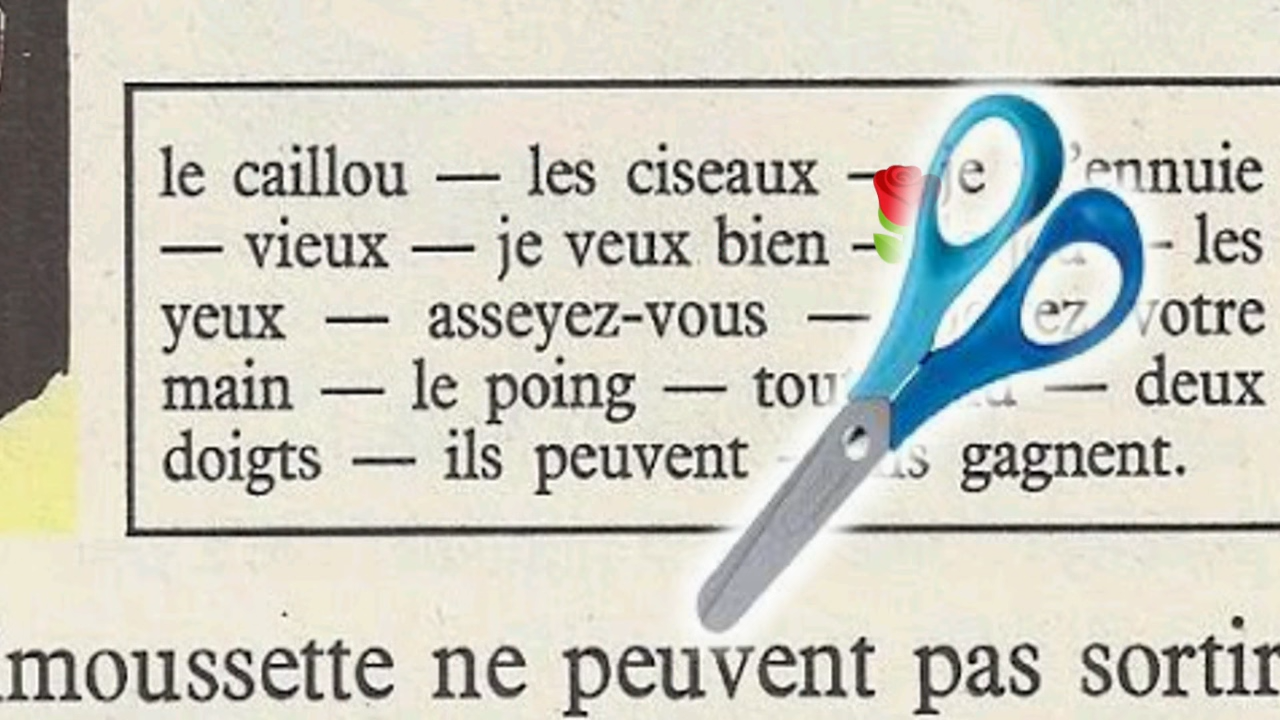 le caillou — les ciseaux — je ennuie
— vieux — je veux bien — — les
yeux — asseyez-vous — votre
main — le poing — — deux
doigts — ils peuvent — gagnent.
moussette ne peuvent pas sortir